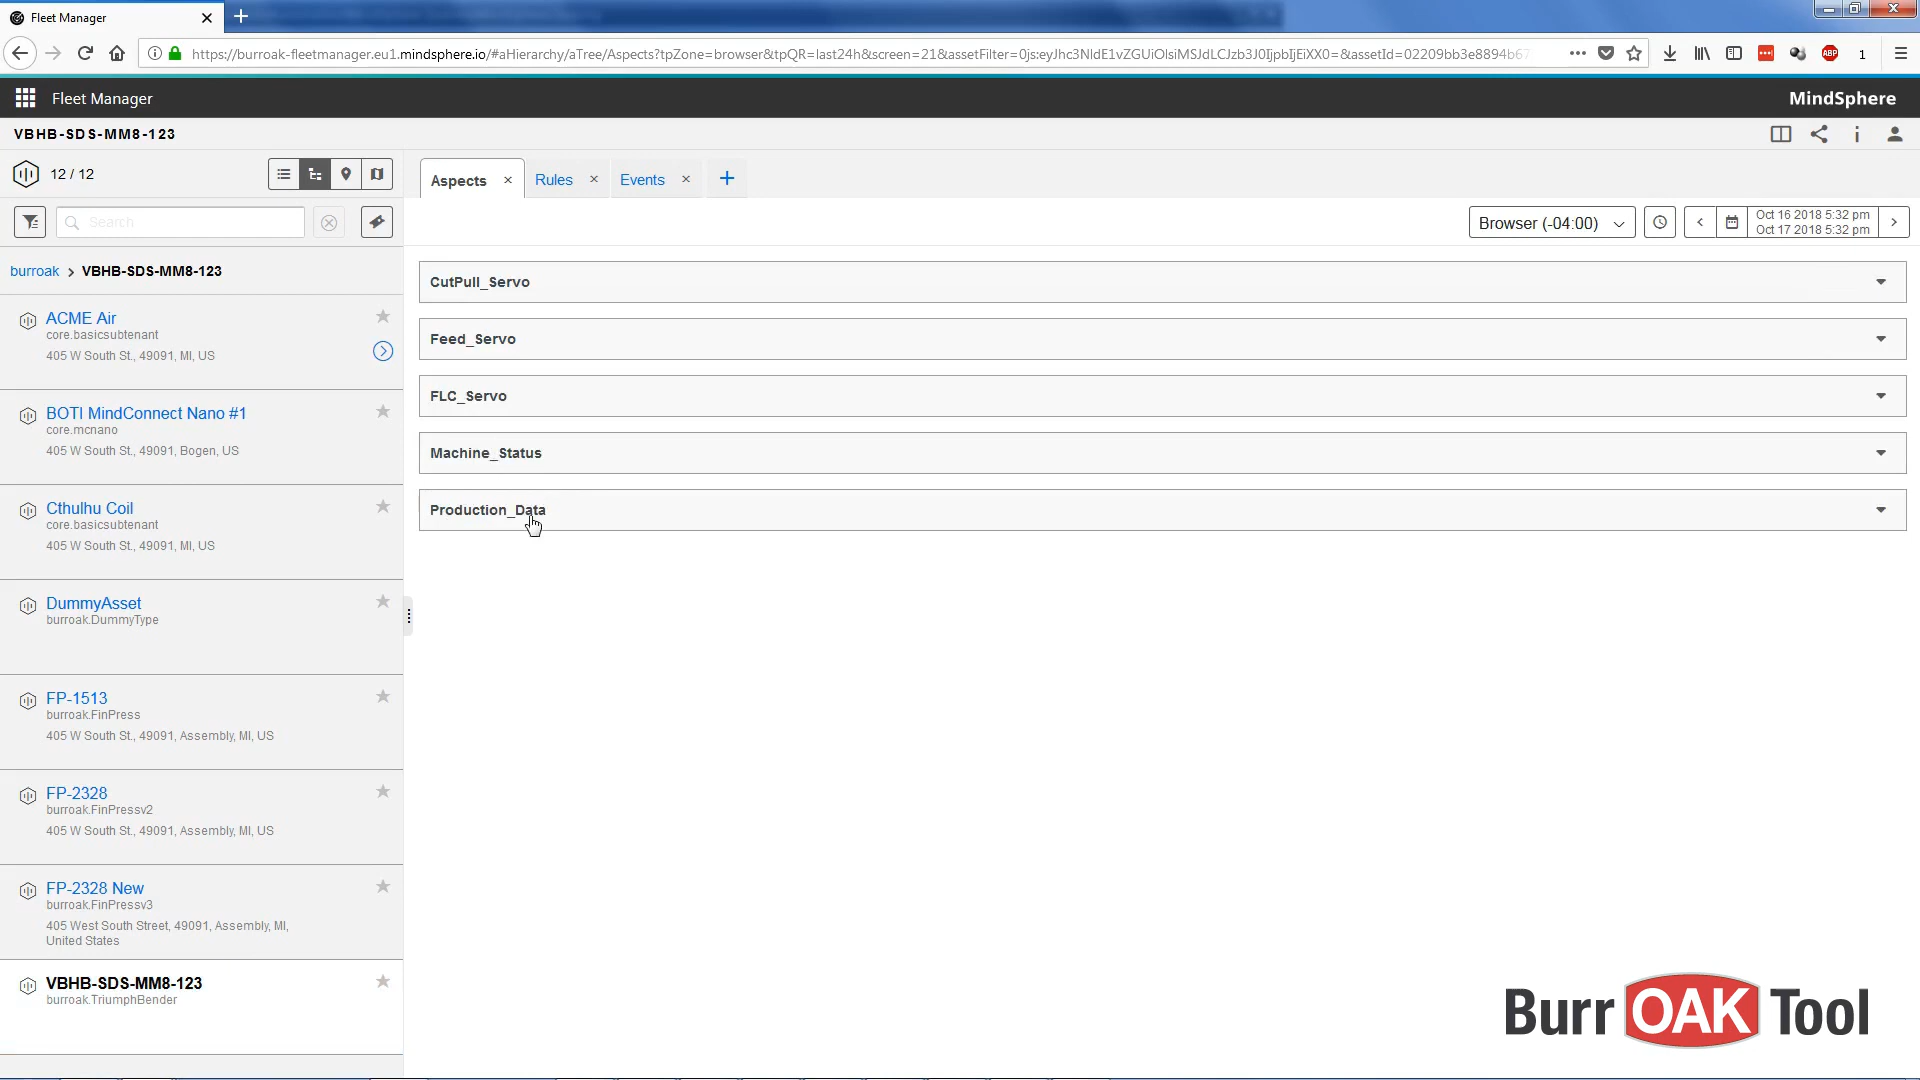 Fleet Manager
https://burroak-fleetmanager.eu1.mindsphere.io/#aHierarchy/aTree/Aspects?tpZone=browser&tpQR=last24h&screen=21&assetFilter=0js:eyJhc3NldE1vZGUiOlsiMSJdLCJzb3J0IjpbIjEiXX0=&assetId=02209bb3e8894b67
ABP
1
Fleet Manager
MindSphere
VBHB-SDS-MM8-123
12 / 12
Aspects
Rules
Events
Search
Browser (-04:00)
Oct 16 2018 5:32 pm
Oct 17 2018 5:32 pm
burroak > VBHB-SDS-MM8-123
ACME Air
core.basicsubtenant
405 W South St., 49091, MI, US
BOTI MindConnect Nano #1
core.mcnano
405 W South St., 49091, Bogen, US
Cthulhu Coil
core.basicsubtenant
405 W South St., 49091, MI, US
DummyAsset
burroak.DummyType
FP-1513
burroak.FinPress
405 W South St., 49091, Assembly, MI, US
FP-2328
burroak.FinPressv2
405 W South St., 49091, Assembly, MI, US
FP-2328 New
burroak.FinPressv3
405 West South Street, 49091, Assembly, MI,
United States
VBHB-SDS-MM8-123
burroak.TriumphBender
CutPull_Servo
Feed_Servo
FLC_Servo
Machine_Status
Production_Data
Burr OAK Tool